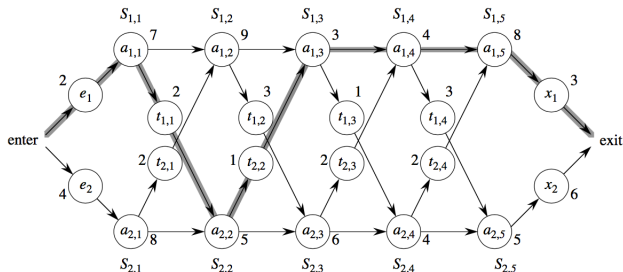 S1,1 S1,2 S1,3 S1,4 S1,5
7 9 3 4 8
a1,1 a1,2 a1,3 a1,4 a1,5
2 2 3 1 3 3
e1 t1,1 t1,2 t1,3 t1,4 x1
enter exit
2 1 2 2
t2,1 t2,2 t2,3 t2,4
e2 x2
4 6
a2,1 a2,2 a2,3 a2,4 a2,5
8 5 6 4 5
S2,1 S2,2 S2,3 S2,4 S2,5